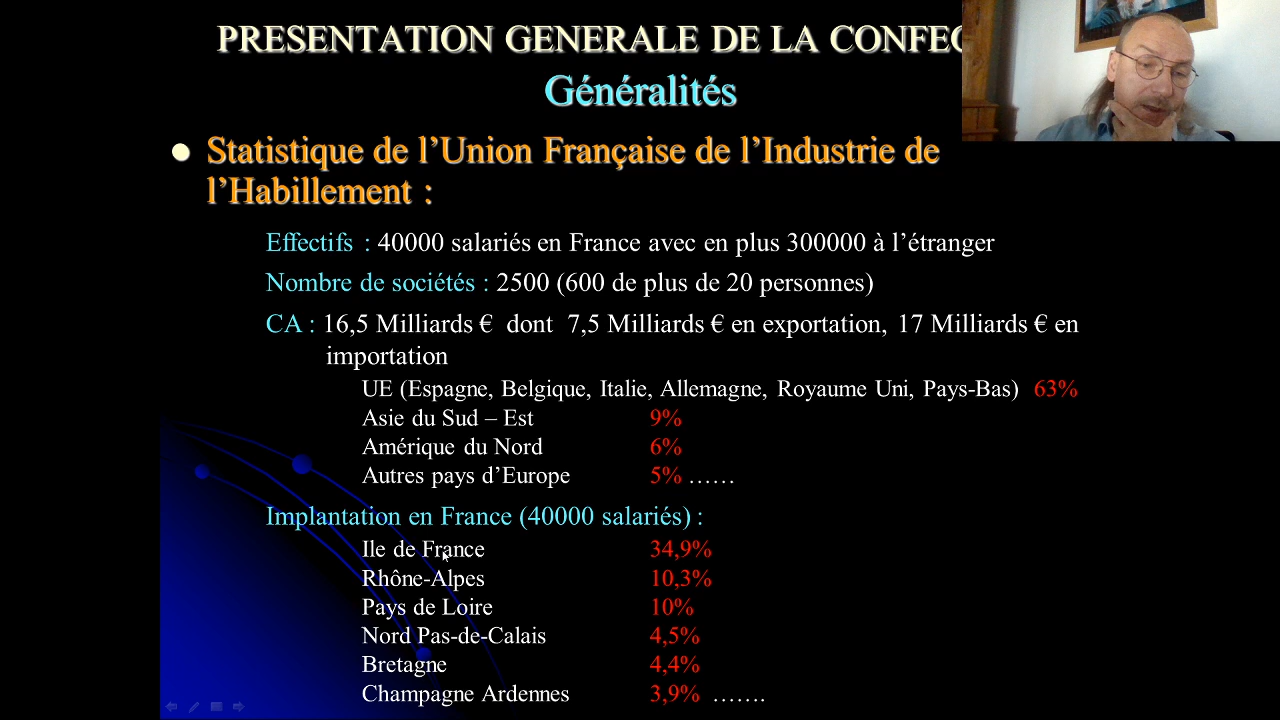 PRESENTATION GENERALE DE LA
Généralités
Statistique de l’Union Française de l’Industrie de
l’Habillement :
Effectifs : 40000 salariés en France avec en plus 300000 à l’étranger
Nombre de sociétés : 2500 (600 de plus de 20 personnes)
CA : 16,5 Milliards € dont 7,5 Milliards € en exportation, 17 Milliards € en
importation
UE (Espagne, Belgique, Italie, Allemagne, Royaume Uni, Pays-Bas) 63%
Asie du Sud – Est 9%
Amérique du Nord 6%
Autres pays d’Europe 5% ……
Implantation en France (40000 salariés) :
Ile de France 34,9%
Rhône-Alpes 10,3%
Pays de Loire 10%
Nord Pas-de-Calais 4,5%
Bretagne 4,4%
Champagne Ardennes 3,9% …….